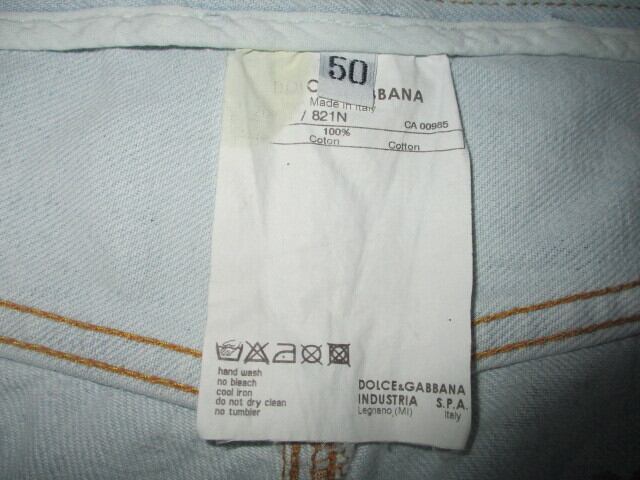 50
BBANA
Made in Italy
/ 821N
CA 00985
100%
Coton Cotton
hand wash
no bleach
cool iron
do not dry clean
no tumbler
DOLCE&GABBANA
INDUSTRIA S.P.A.
Legnano,(MI) Italy